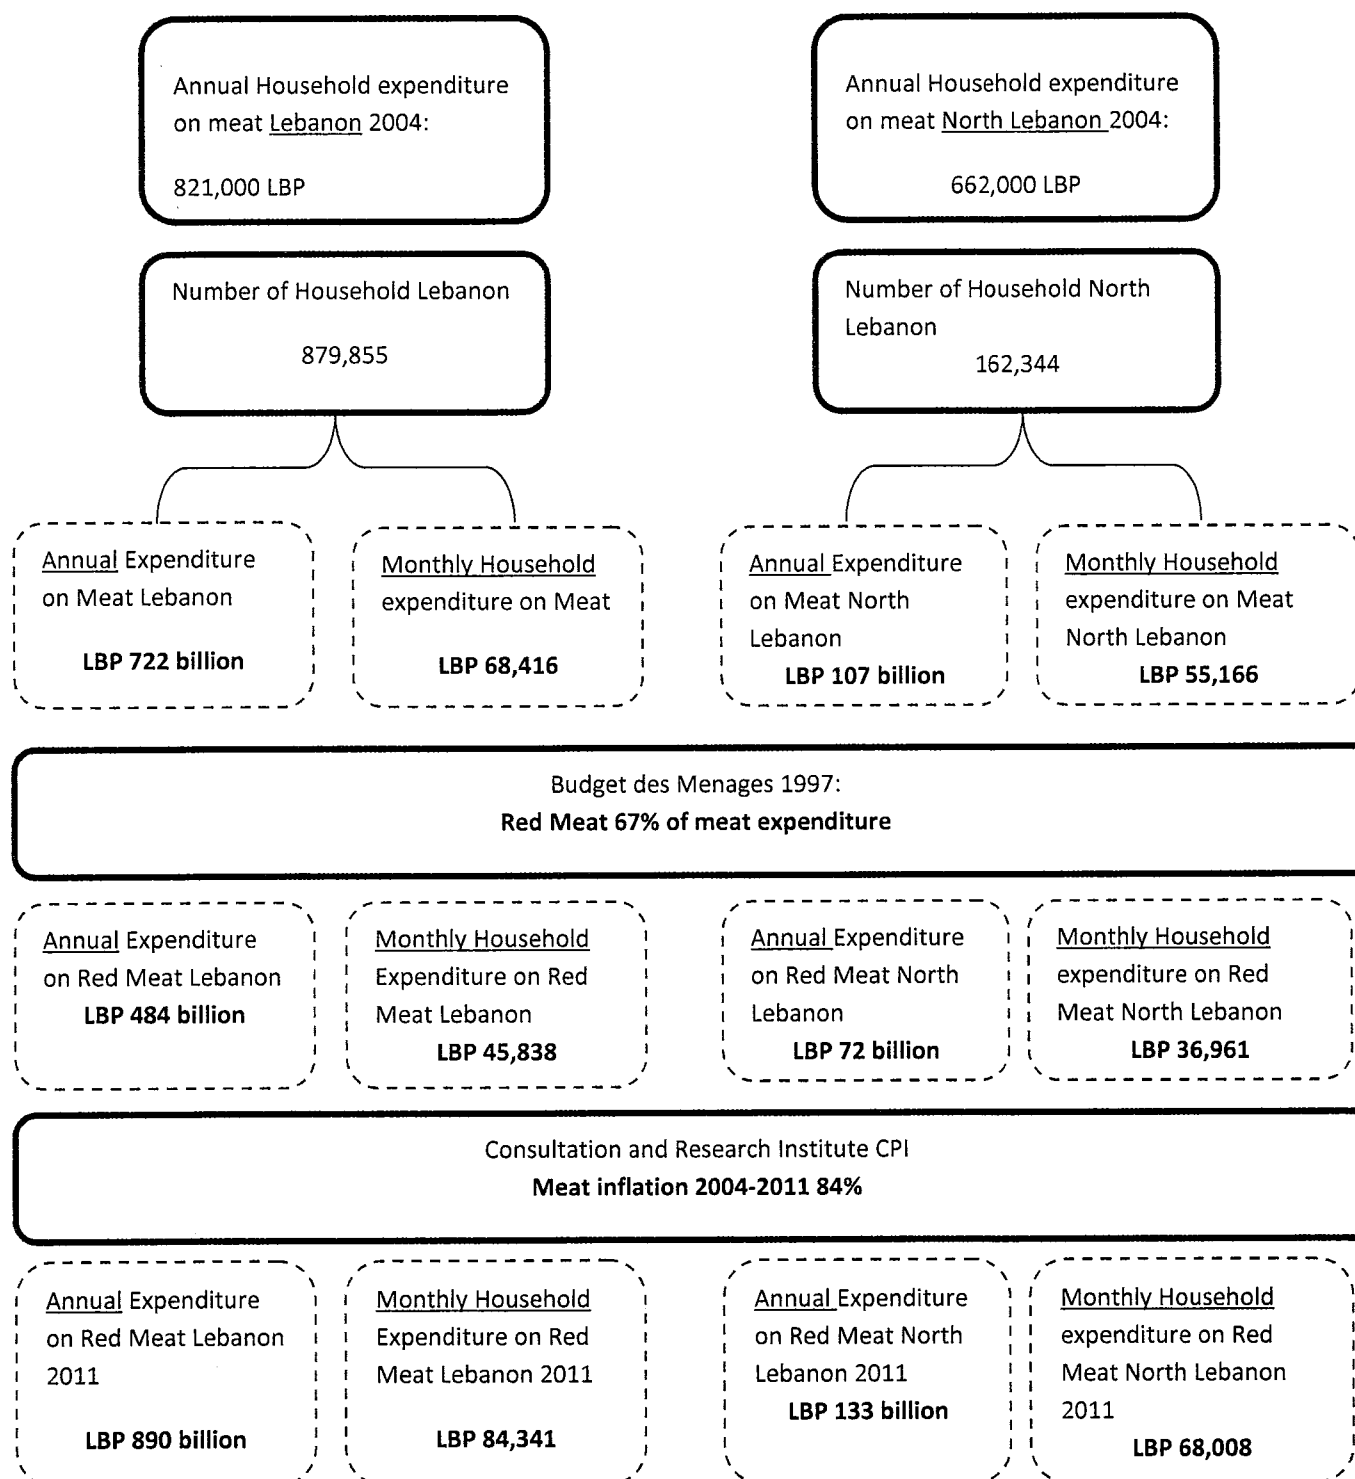 Annual Household expenditure
on meat Lebanon 2004:
821,000 LBP
Annual Household expenditure
on meat North Lebanon 2004:
662,000 LBP
Number of Household Lebanon
879,855
Number of Household North
Lebanon
162,344
Annual Expenditure
on Meat Lebanon
LBP 722 billion
Monthly Household
expenditure on Meat
LBP 68,416
Annual Expenditure
on Meat North
Lebanon
LBP 107 billion
Monthly Household
expenditure on Meat
North Lebanon
LBP 55,166
Budget des Menages 1997:
Red Meat 67% of meat expenditure
Annual Expenditure
on Red Meat Lebanon
LBP 484 billion
Monthly Household
Expenditure on Red
Meat Lebanon
LBP 45,838
Annual Expenditure
on Red Meat North
Lebanon
LBP 72 billion
Monthly Household
expenditure on Red
Meat North Lebanon
LBP 36,961
Consultation and Research Institute CPI
Meat inflation 2004-2011 84%
Annual Expenditure
on Red Meat Lebanon
2011
LBP 890 billion
Monthly Household
Expenditure on Red
Meat Lebanon 2011
LBP 84,341
Annual Expenditure
on Red Meat North
Lebanon 2011
LBP 133 billion
Monthly Household
expenditure on Red
Meat North Lebanon
2011
LBP 68,008